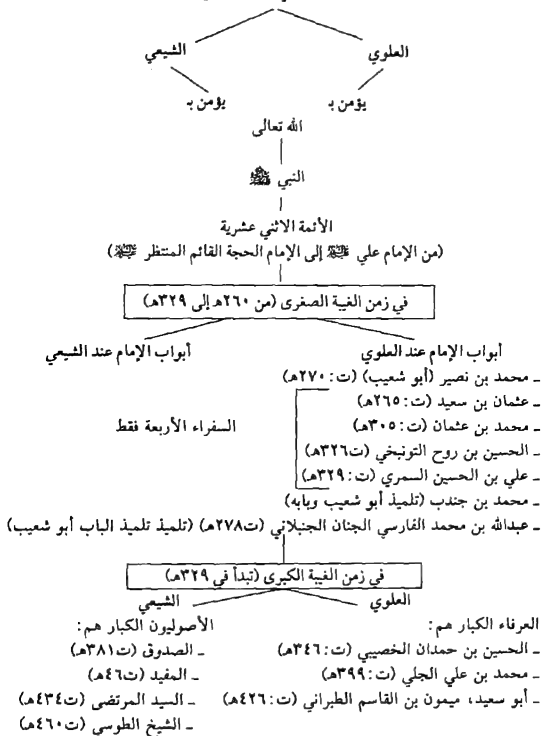 العلوي الشيعي
يؤمن بـ يؤمن بـ
الله تعالى
النبي ﷺ
الأئمة الاثني عشرية
(من الإمام علي إلى الإمام الحجة القائم المنتظر)
في زمن الغيبة الصغرى (من ٢٦٠هـ إلى ٣٢٩هـ)
أبواب الإمام عند العلوي أبواب الإمام عند الشيعي
ـ محمد بن نصير (أبو شعيب) (ت: ٢٧٠هـ)
ـ عثمان بن سعيد (ت: ٢٦٥هـ)
ـ محمد بن عثمان (ت: ٣٠٥هـ) السفراء الأربعة فقط
ـ الحسين بن روح التونبخي (ت٣٢٦هـ)
ـ علي بن الحسين السمري (ت: ٣٢٩هـ)
ـ محمد بن جندب (تلميذ أبو شعيب وبابه)
ـ عبدالله بن محمد الفارسي الجنان الجنبلاني (ت٢٧٨هـ) (تلميذ تلميذ الباب أبو شعيب)
في زمن الغيبة الكبرى (تبدأ في ٣٢٩هـ)
العلوي الشيعي
العرفاء الكبار هم: الأصوليون الكبار هم:
ـ الحسين بن حمدان الخصيبي (ت: ٣٤٦هـ) ـ الصدوق (ت٣٨١هـ)
ـ محمد بن علي الجلي (ت: ٣٩٩هـ) ـ المفيد (ت٤٦هـ)
ـ أبو سعيد، ميمون بن القاسم الطبراني (ت: ٤٢٦هـ) ـ السيد المرتضى (ت٤٣٤هـ)
ـ الشيخ الطوسي (ت٤٦٠هـ)